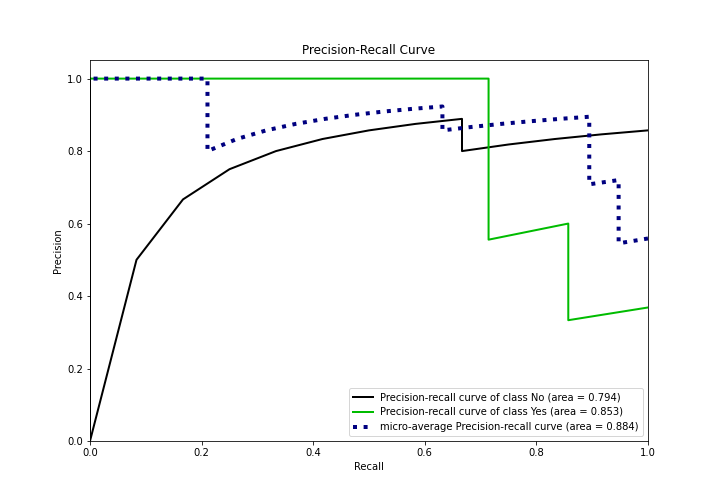 Precision-Recall Curve
Precision
1.0
0.8
0.6
0.4
0.2
0.0
0.0 0.2 0.4 0.6 0.8 1.0
Recall
Precision-recall curve of class No (area = 0.794)
Precision-recall curve of class Yes (area = 0.853)
micro-average Precision-recall curve (area = 0.884)